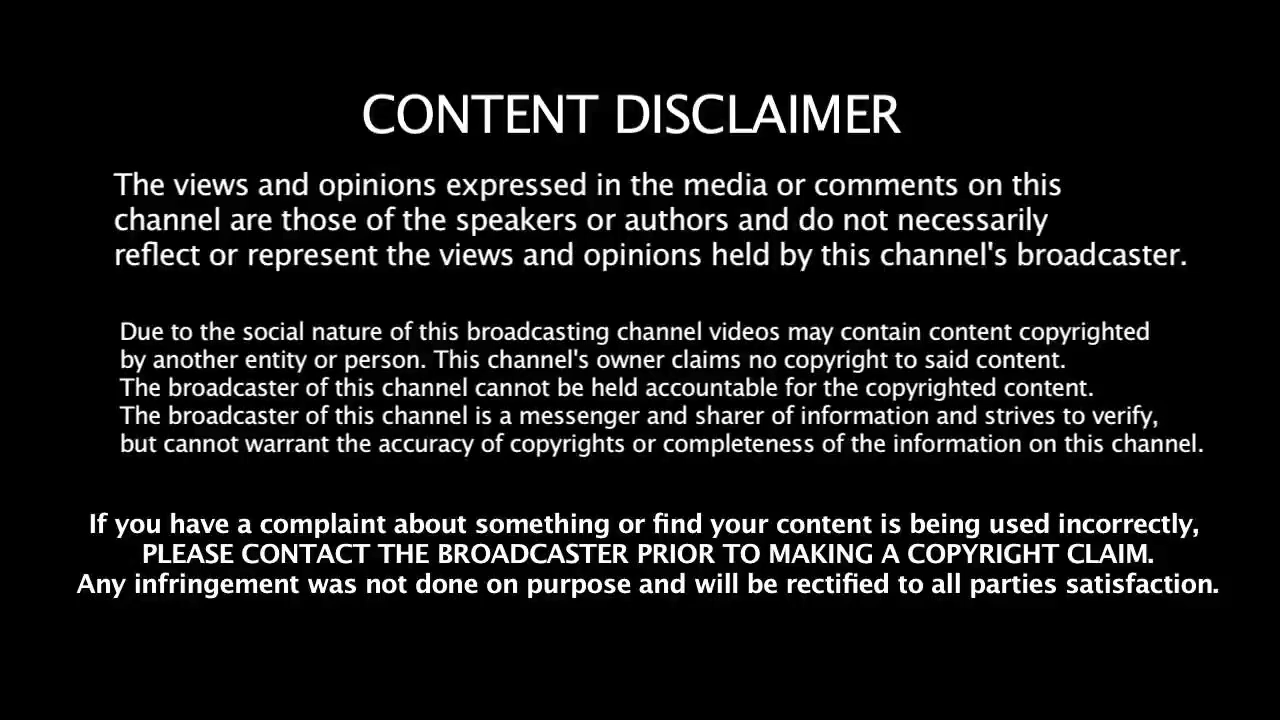 CONTENT DISCLAIMER
The views and opinions expressed in the media or comments on this
channel are those of the speakers or authors and do not necessarily
reflect or represent the views and opinions held by this channel's broadcaster.
Due to the social nature of this broadcasting channel videos may contain content copyrighted
by another entity or person. This channel's owner claims no copyright to said content.
The broadcaster of this channel cannot be held accountable for the copyrighted content.
The broadcaster of this channel is a messenger and sharer of information and strives to verify,
but cannot warrant the accuracy of copyrights or completeness of the information on this channel.
If you have a complaint about something or find your content is being used incorrectly,
PLEASE CONTACT THE BROADCASTER PRIOR TO MAKING A COPYRIGHT CLAIM.
Any infringement was not done on purpose and will be rectified to all parties satisfaction.